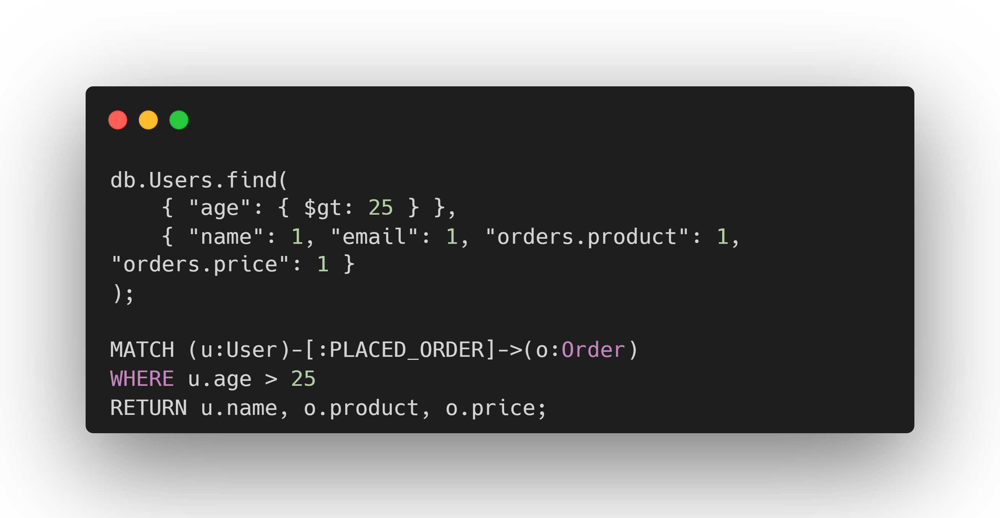 db.Users.find(
    { "age": { $gt: 25 } },
    { "name": 1, "email": 1, "orders.product": 1,
"orders.price": 1 }
);

MATCH (u:User)-[:PLACED_ORDER]->(o:Order)
WHERE u.age > 25
RETURN u.name, o.product, o.price;